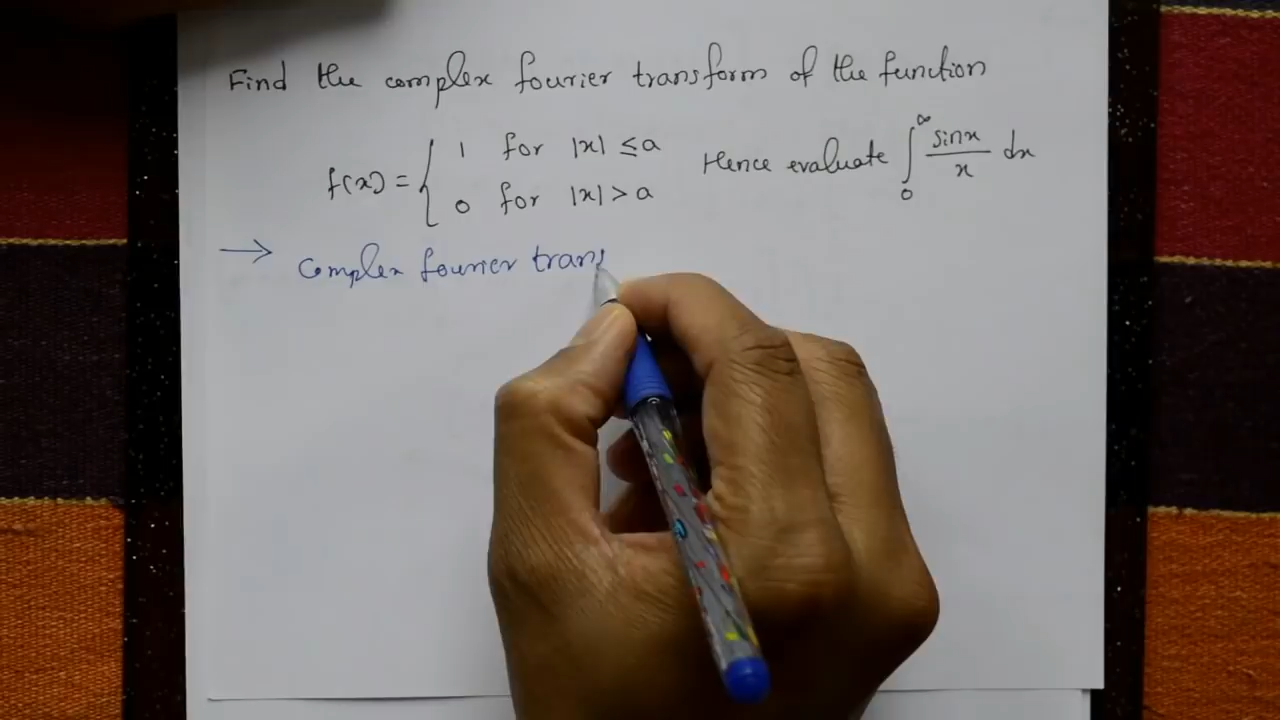 Find the complex fourier transform of the function
f(x) = { 1 for |x| ≤ a
0 for |x| > a
Hence evaluate ∫₀^∞ sinx/x dx
→ complex fourier trans